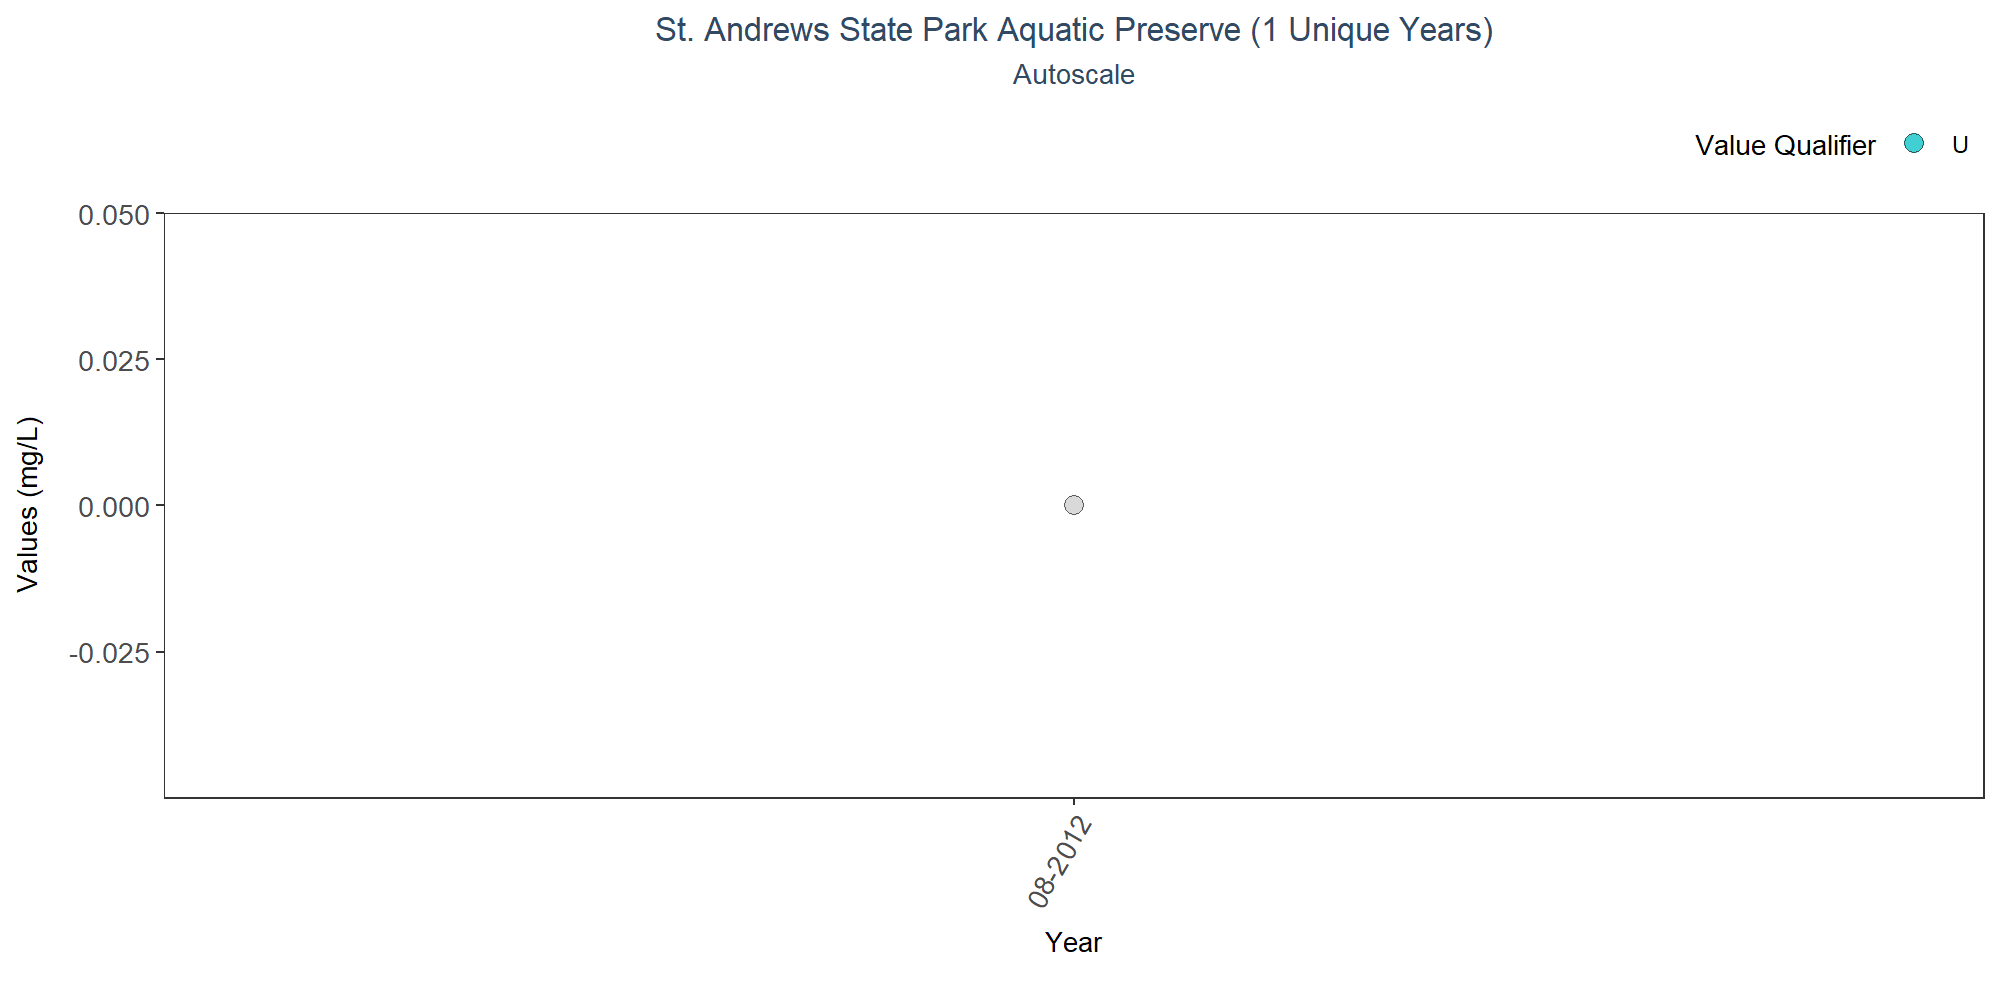 St. Andrews State Park Aquatic Preserve (1 Unique Years)
Autoscale
Value Qualifier U
0.050
0.025
0.000
-0.025
Values (mg/L)
08-2012
Year